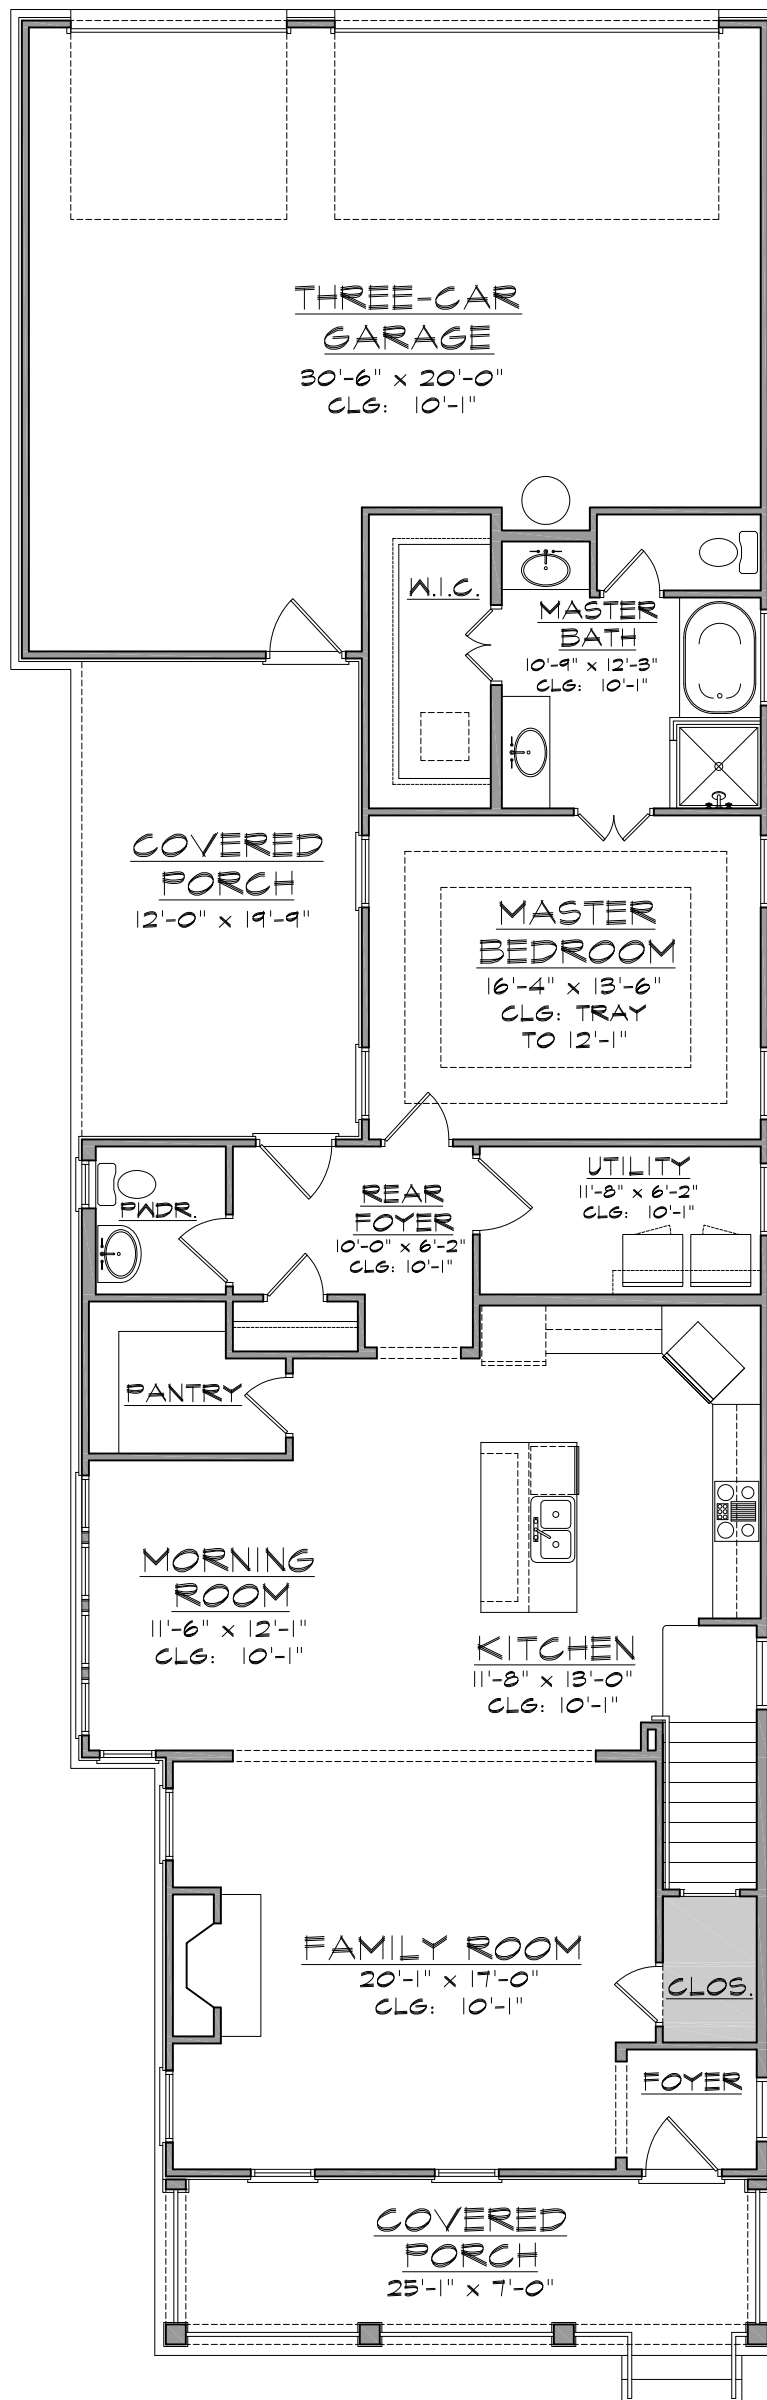 THREE-CAR
GARAGE
30'-6" x 20'-0"
CLG: 10'-1"
W.I.C.
MASTER
BATH
10'-9" x 12'-3"
CLG: 10'-1"
COVERED
PORCH
12'-0" x 19'-9"
MASTER
BEDROOM
16'-4" x 13'-6"
CLG: TRAY
TO 12'-1"
UTILITY
11'-8" x 6'-2"
CLG: 10'-1"
PWDR.
REAR
FOYER
10'-0" x 6'-2"
CLG: 10'-1"
PANTRY
MORNING
ROOM
11'-6" x 12'-1"
CLG: 10'-1"
KITCHEN
11'-8" x 13'-0"
CLG: 10'-1"
FAMILY ROOM
20'-1" x 17'-0"
CLG: 10'-1"
CLOS.
FOYER
COVERED
PORCH
25'-1" x 7'-0"